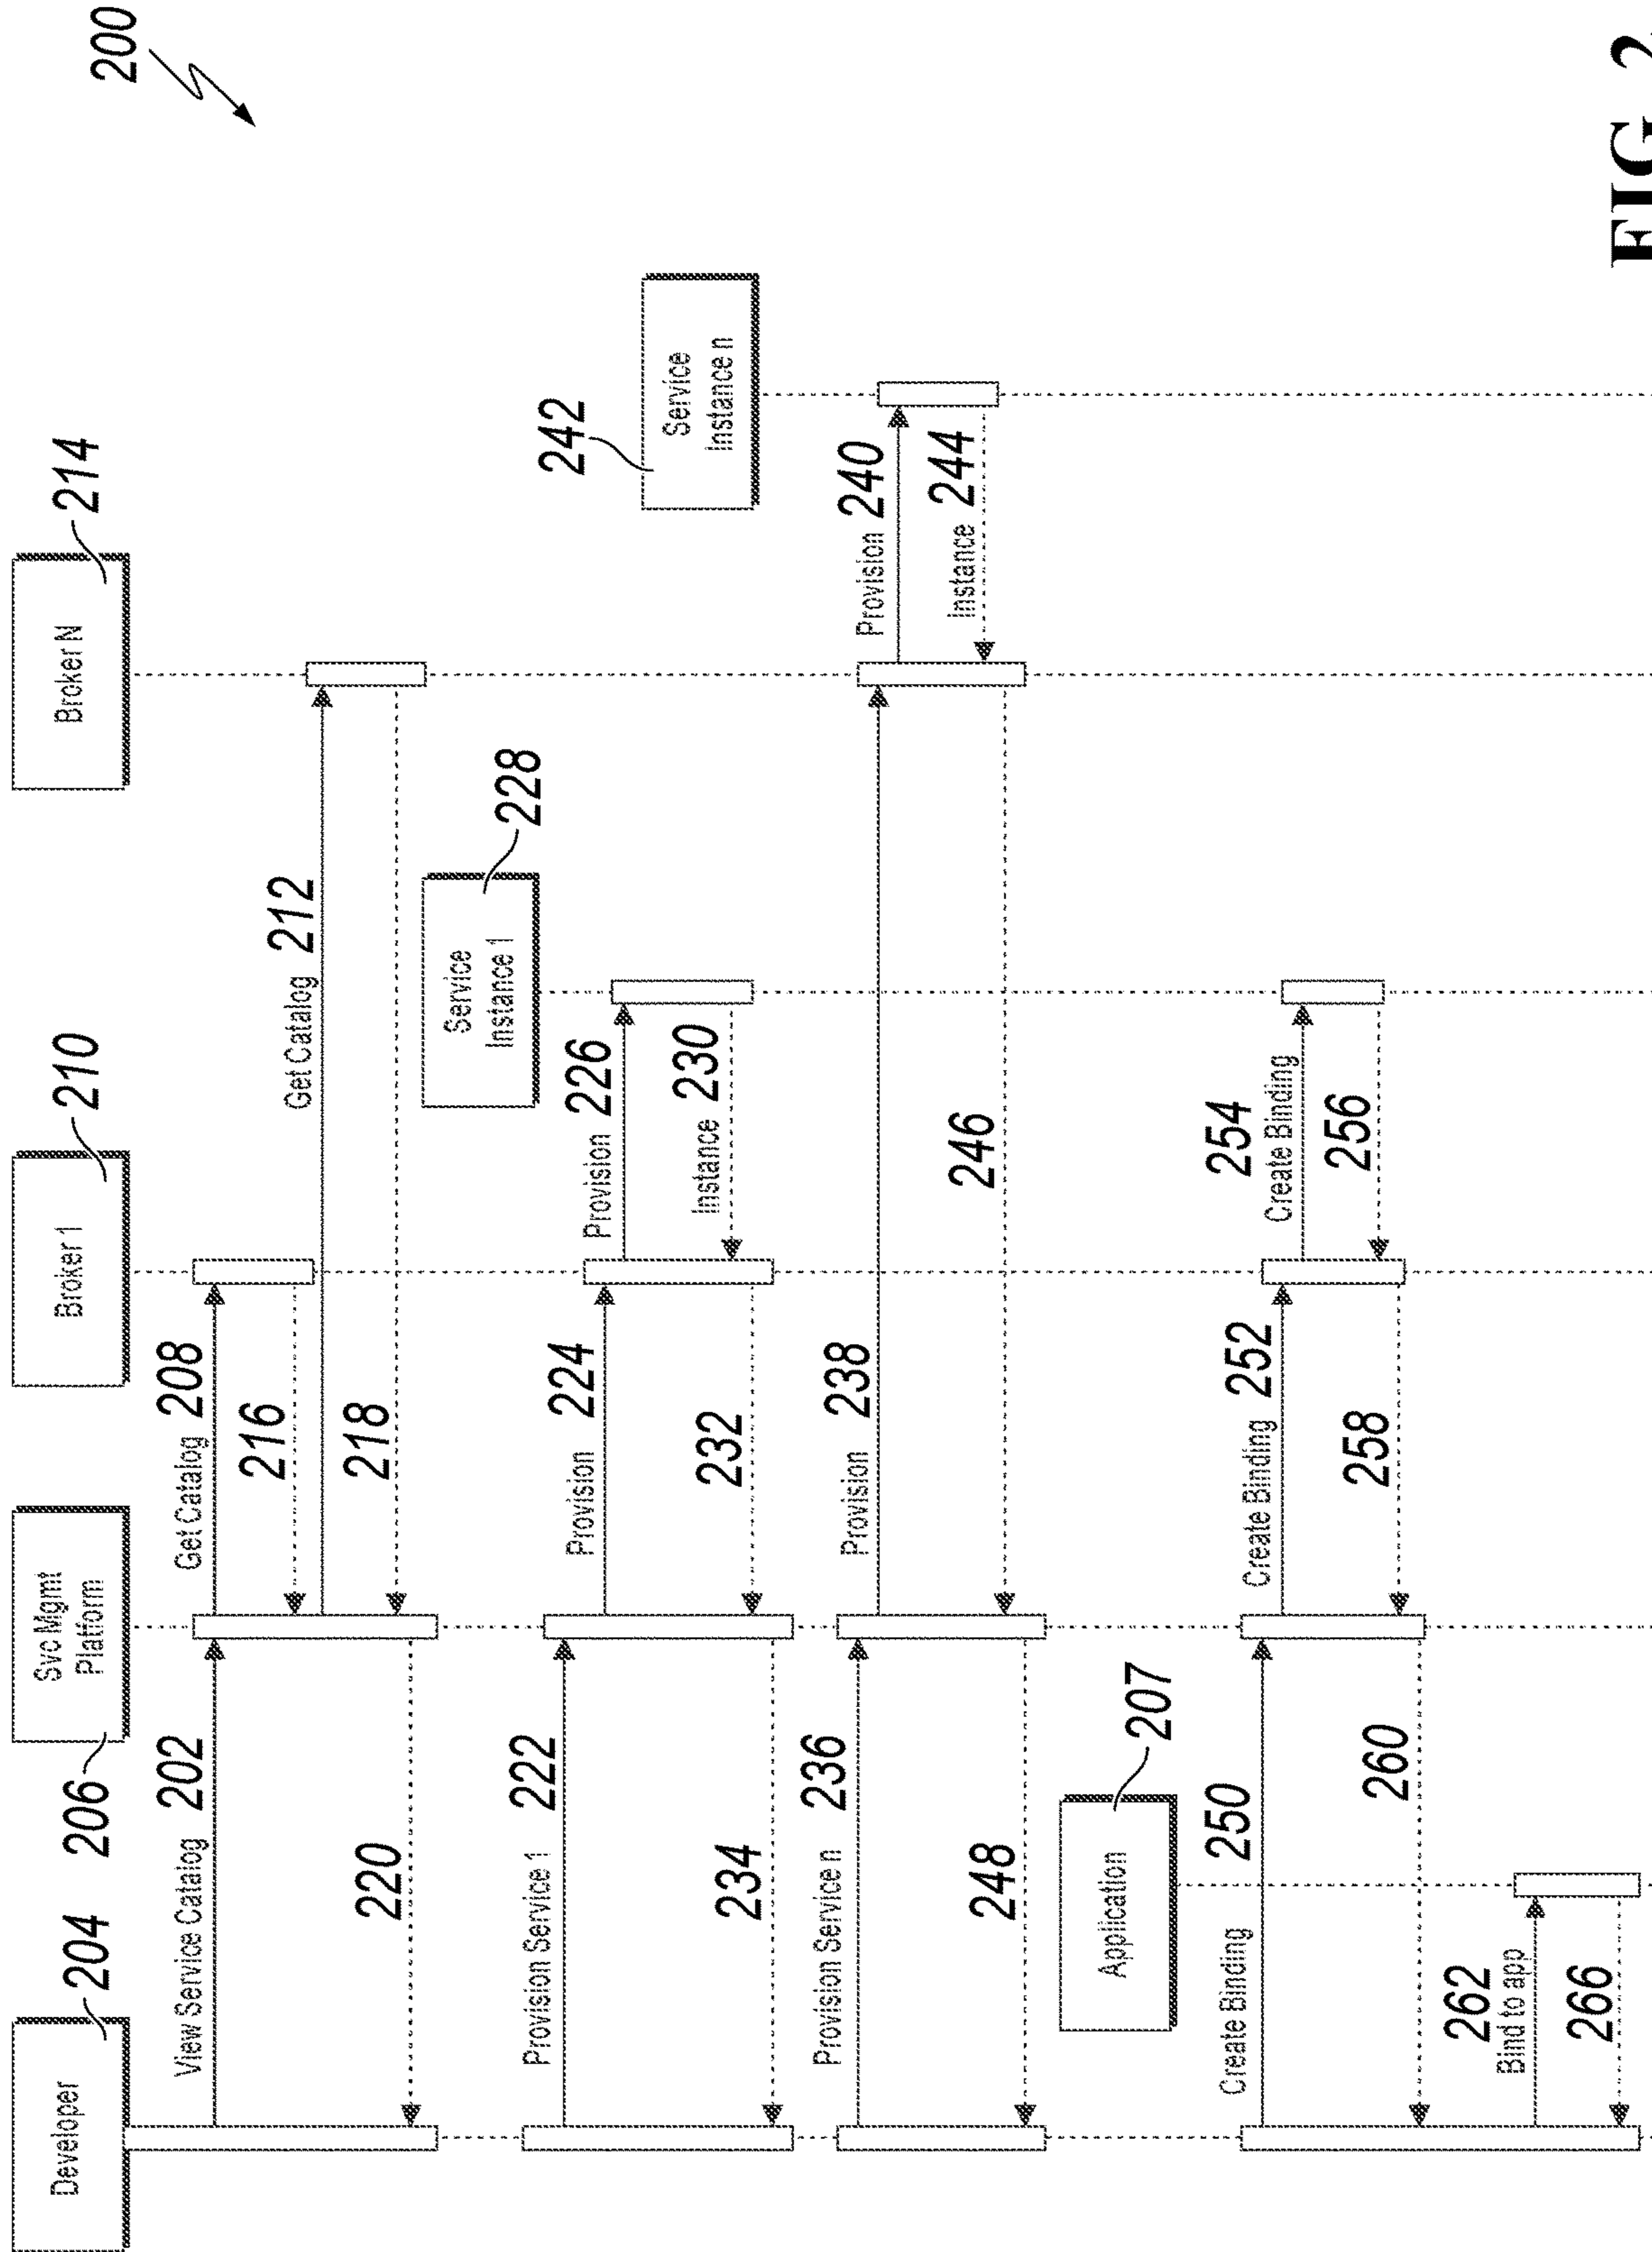 200
Developer
204
Svc Mgmt
Platform
206
Broker 1
210
Broker N
214
View Service Catalog 202
Get Catalog 208
216
Get Catalog 212
218
220
Service
Instance 1
228
Provision Service 1 222
Provision 224
Provision 226
Instance 230
232
234
Service
Instance n
242
Provision Service n 236
Provision 238
Provision 240
Instance 244
246
248
Application
207
Create Binding 250
Create Binding 252
254
Create Binding
256
258
260
262
Bind to app
266
FIG. 2